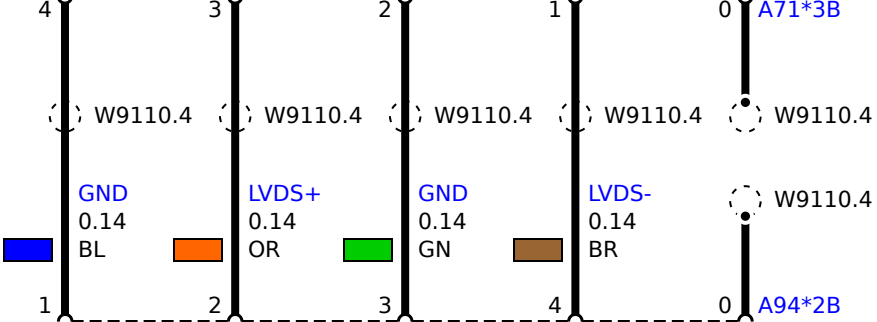 4 3 2 1 0 A71*3B
W9110.4 W9110.4 W9110.4 W9110.4 W9110.4
GND LVDS+ GND LVDS- W9110.4
0.14 0.14 0.14 0.14
BL OR GN BR
1 2 3 4 0 A94*2B